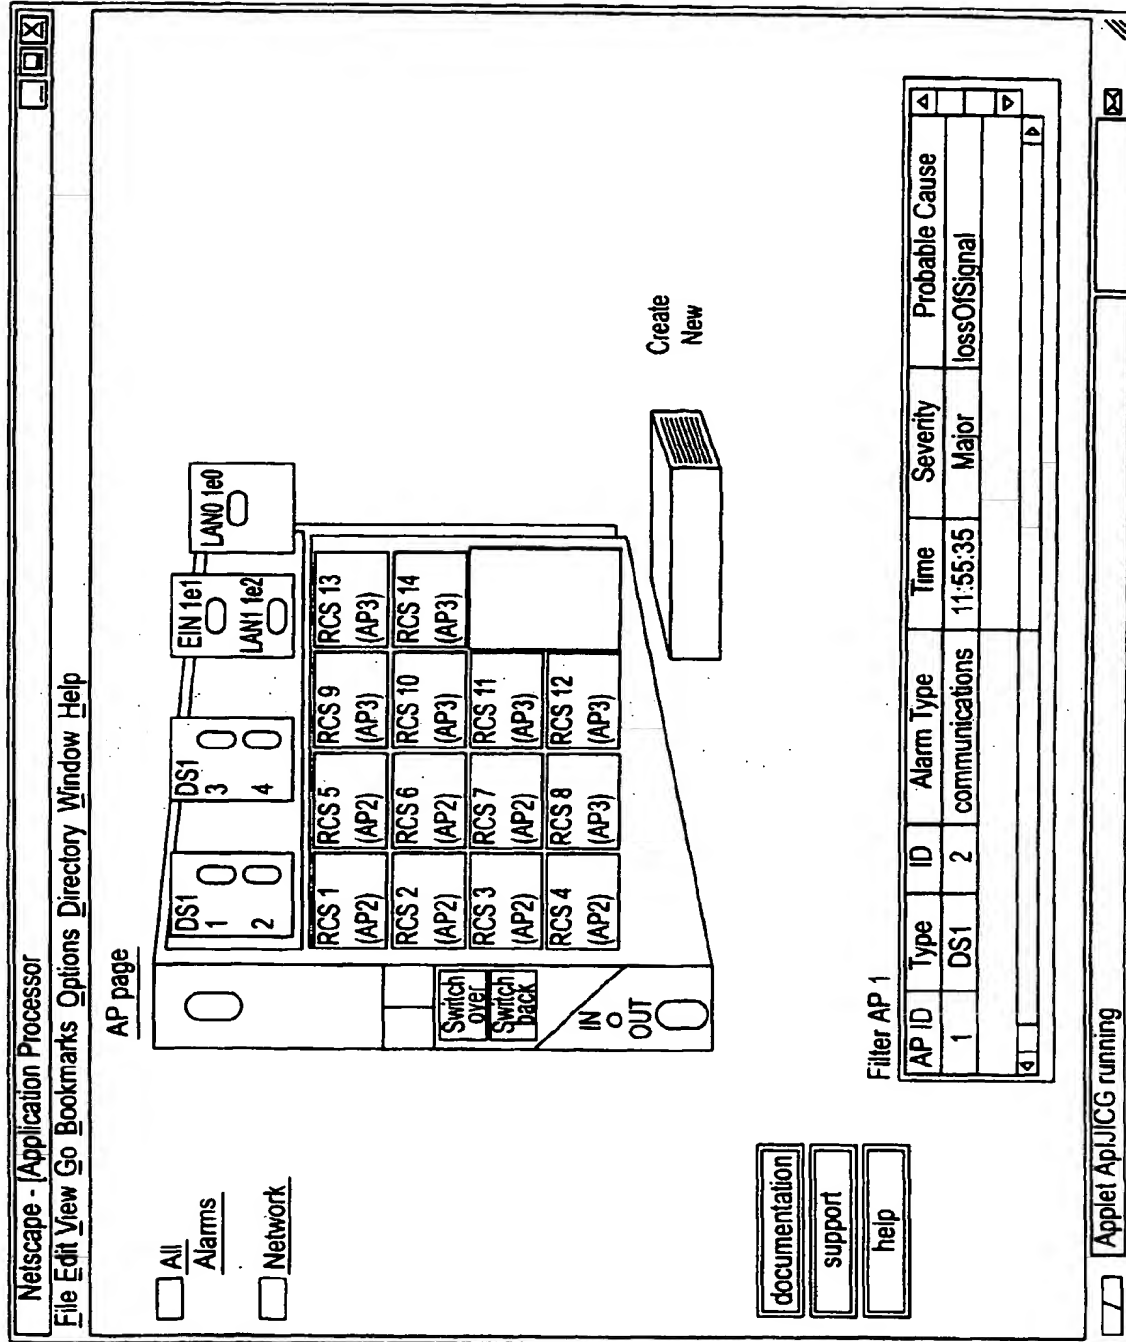 Netscape - [Application Processor
File Edit View Go Bookmarks Options Directory Window Help
All
Alarms
Network
AP page
DS1
1
2
DS1
3
4
EIN 1e1
LAN1 1e2
LAN0 1e0
RCS 1
(AP2)
RCS 5
(AP2)
RCS 9
(AP3)
RCS 13
(AP3)
RCS 2
(AP2)
RCS 6
(AP2)
RCS 10
(AP3)
RCS 14
(AP3)
RCS 3
(AP2)
RCS 7
(AP2)
RCS 11
(AP3)
RCS 4
(AP2)
RCS 8
(AP3)
RCS 12
(AP3)
Switch
over
Switch
back
IN
OUT
Create
New
documentation
support
help
Filter AP 1
AP ID Type ID Alarm Type Time Severity Probable Cause
1 DS1 2 communications 11:55:35 Major lossOfSignal
Applet Ap\JICG running